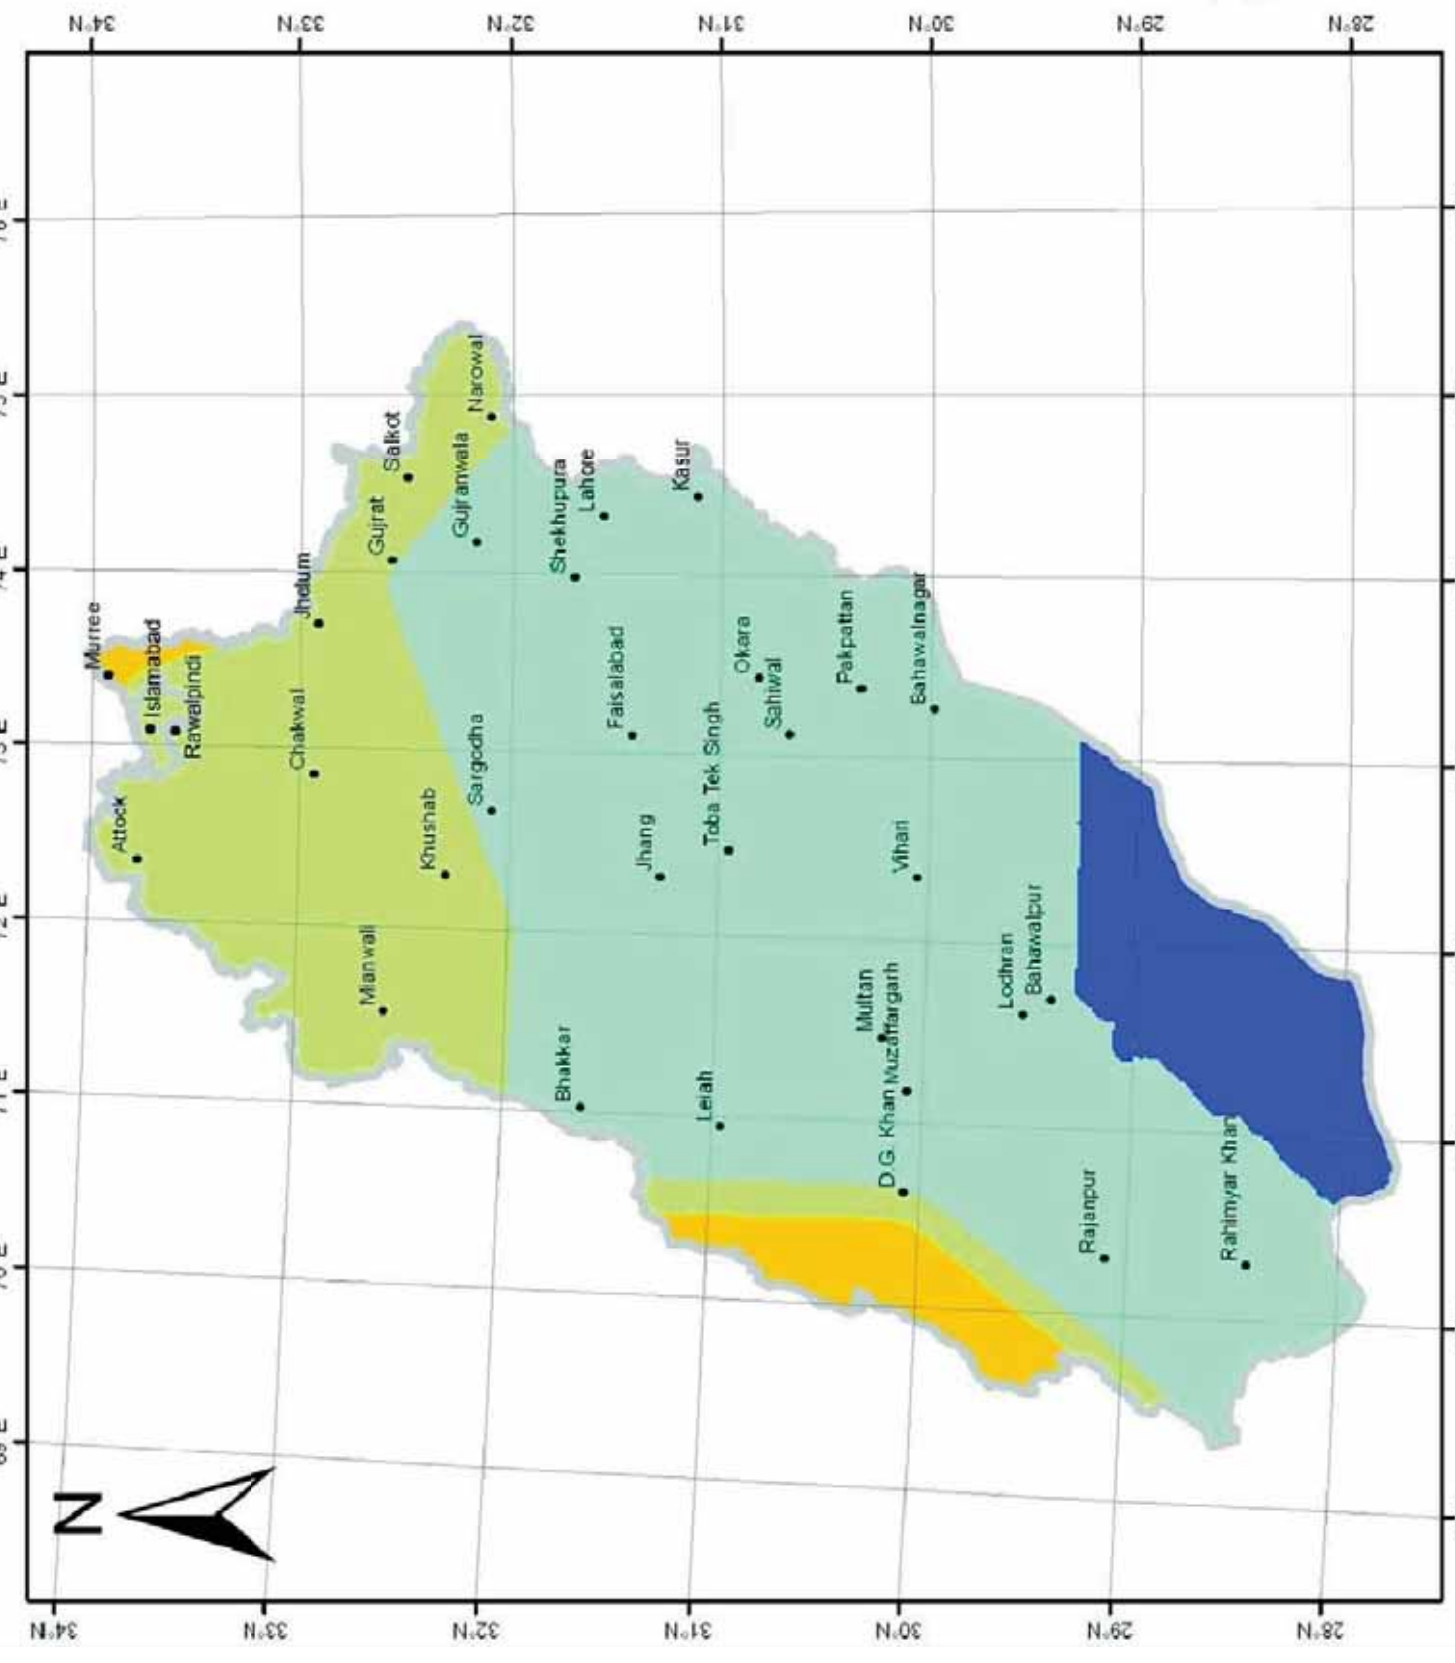 34°N
33°N
32°N
31°N
30°N
29°N
28°N
Murree
Islamabad
Rawalpindi
Attock
Jhelum
Chakwal
Gujrat
Salkot
Narowal
Gujranwala
Khushab
Sargodha
Mianwali
Shekhupura
Lahore
Kasur
Faisalabad
Jhang
Toba Tek Singh
Okara
Sahiwal
Pakpattan
Bahawalnagar
Vihari
Bhakkar
Leiah
Multan
Muzaffargarh
D.G. Khan
Lodhran
Bahawalpur
Rajanpur
Rahimyar Khan
N
34°N
33°N
32°N
31°N
30°N
29°N
28°N